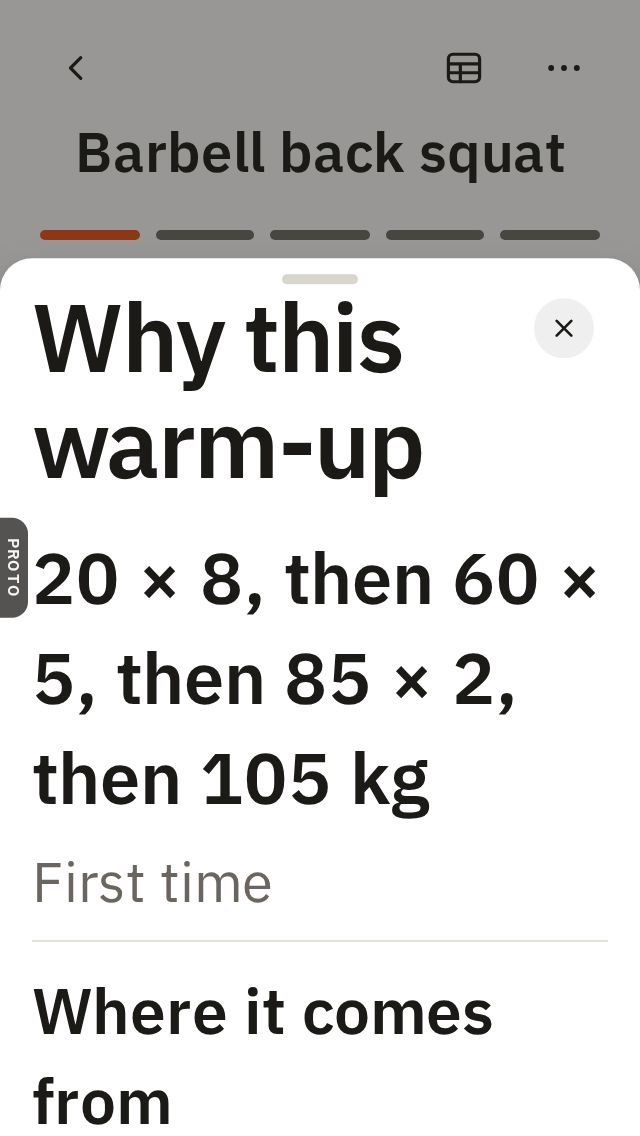 Barbell back squat
Why this
warm-up
PROTO
20 × 8, then 60 ×
5, then 85 × 2,
then 105 kg
First time
Where it comes
from